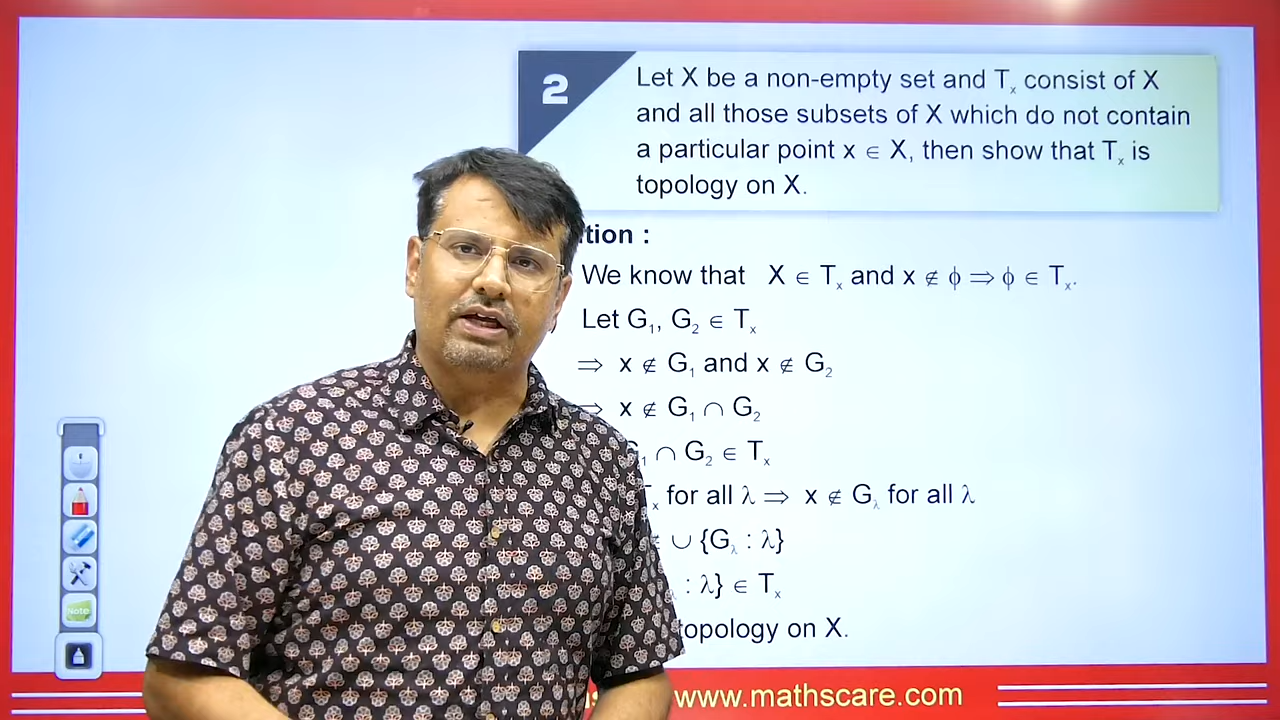 2
Let X be a non-empty set and Tₓ consist of X
and all those subsets of X which do not contain
a particular point x ∈ X, then show that Tₓ is
topology on X.
tion :
We know that X ∈ Tₓ and x ∉ ϕ ⇒ ϕ ∈ Tₓ.
Let G₁, G₂ ∈ Tₓ
⇒ x ∉ G₁ and x ∉ G₂
⇒ x ∉ G₁ ∩ G₂
₁ ∩ G₂ ∈ Tₓ
ₓ for all λ ⇒ x ∉ G_λ for all λ
∪ {G_λ : λ}
: λ} ∈ Tₓ
topology on X.
Note
www.mathscare.com